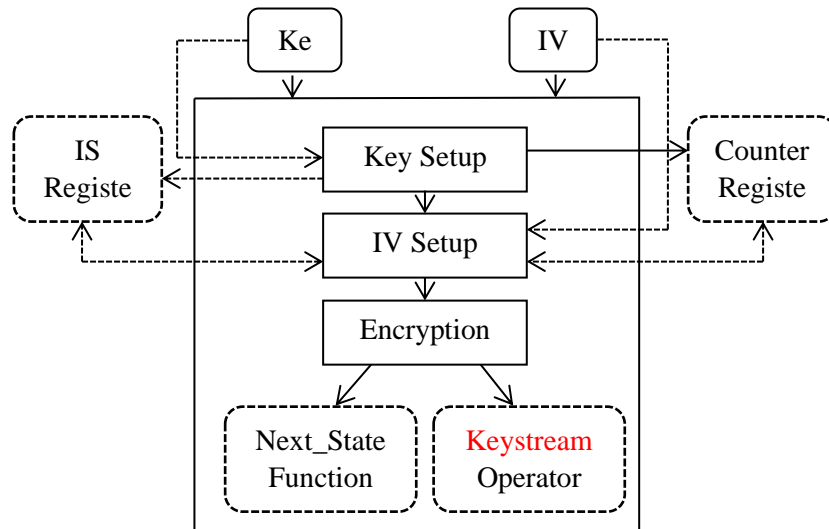 Ke
IV
IS
Registe
Key Setup
Counter
Registe
IV Setup
Encryption
Next_State
Function
Keystream
Operator